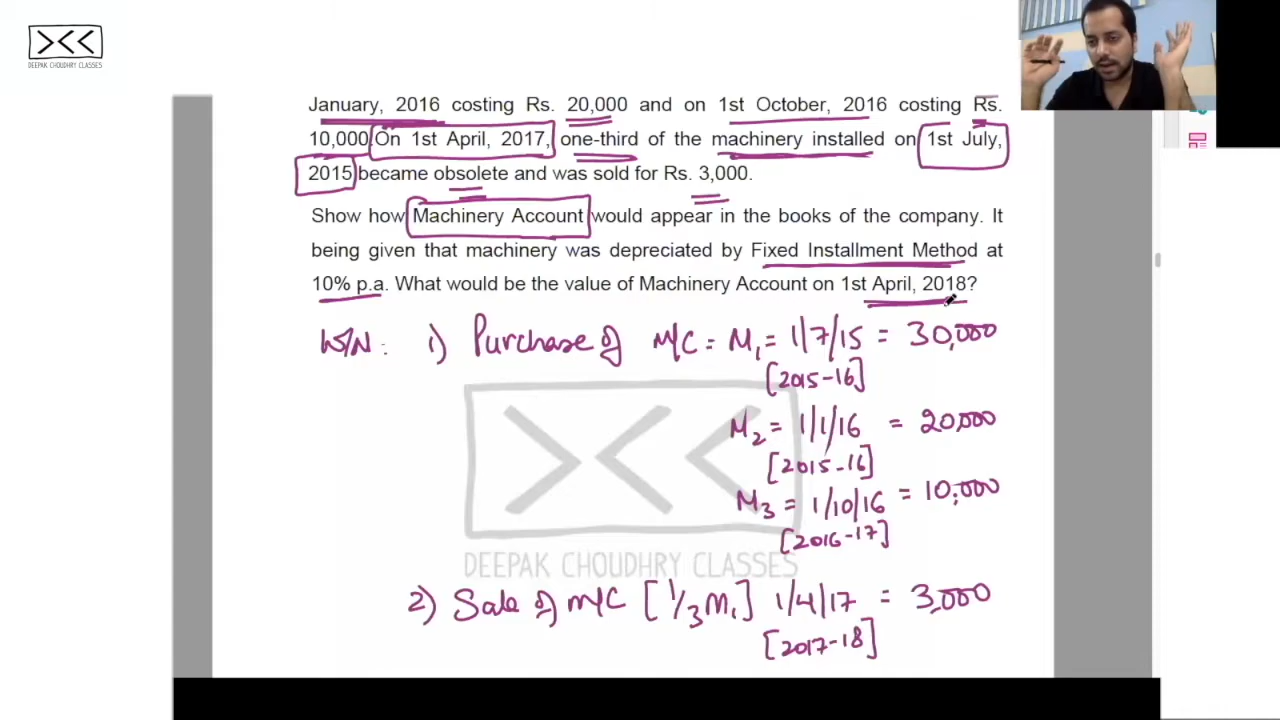 DEEPAK CHOUDHRY CLASSES
January, 2016 costing Rs. 20,000 and on 1st October, 2016 costing Rs.
10,000.On 1st April, 2017, one-third of the machinery installed on 1st July,
2015 became obsolete and was sold for Rs. 3,000.
Show how Machinery Account would appear in the books of the company. It
being given that machinery was depreciated by Fixed Installment Method at
10% p.a. What would be the value of Machinery Account on 1st April, 2018?
W/N: 1) Purchase of M/C = M1 = 1/7/15 = 30,000
[2015-16]
M2 = 1/1/16 = 20,000
[2015-16]
M3 = 1/10/16 = 10,000
[2016-17]
DEEPAK CHOUDHRY CLASSES
2) Sale of M/C [1/3 M1] 1/4/17 = 3,000
[2017-18]